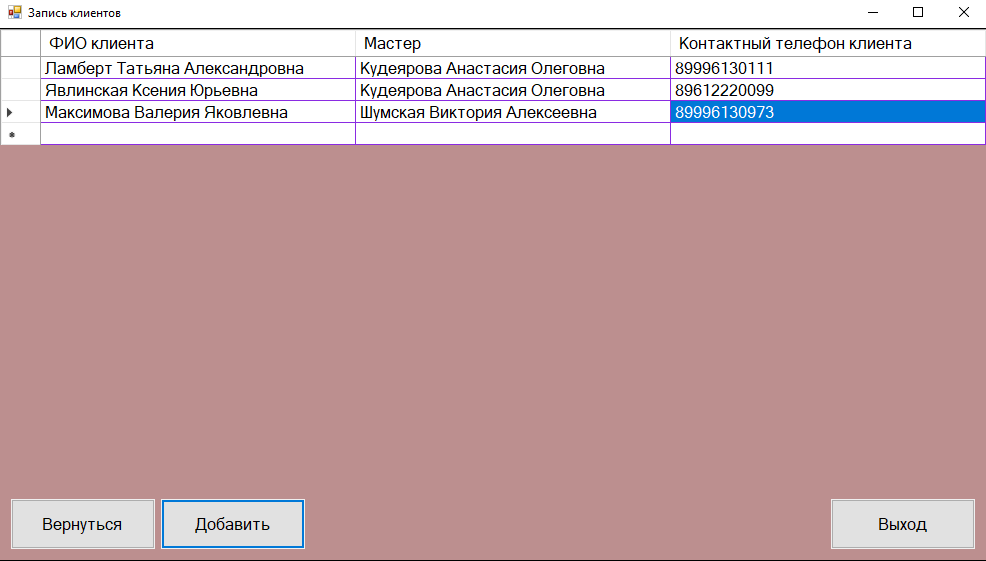 Запись клиентов
ФИО клиента Мастер Контактный телефон клиента
Ламберт Татьяна Александровна Кудеярова Анастасия Олеговна 89996130111
Явлинская Ксения Юрьевна Кудеярова Анастасия Олеговна 89612220099
Максимова Валерия Яковлевна Шумская Виктория Алексеевна 89996130973
Вернуться Добавить Выход